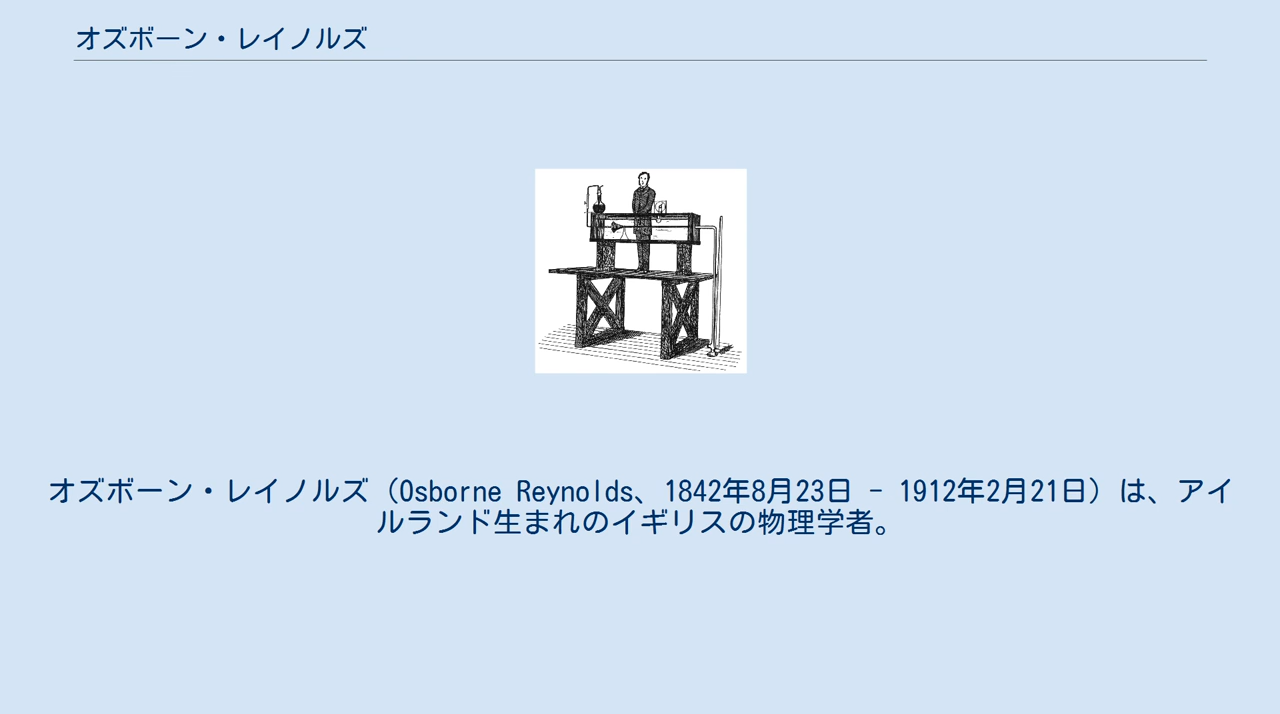 オズボーン・レイノルズ
オズボーン・レイノルズ（Osborne Reynolds、1842年8月23日 - 1912年2月21日）は、アイ
ルランド生まれのイギリスの物理学者。